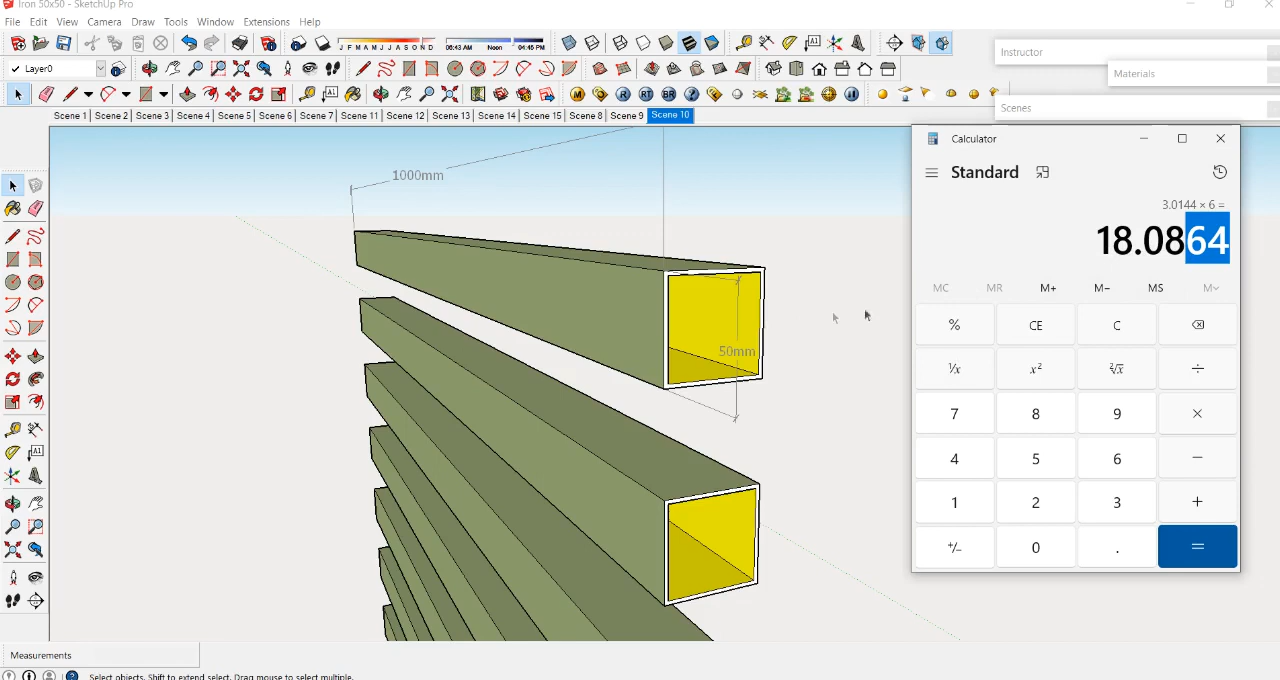 Iron 50x50 - SketchUp Pro
File Edit View Camera Draw Tools Window Extensions Help
J F M A M J J A S O N D 06:43 AM Noon 04:45 PM
Instructor
Layer0
Materials
Scenes
Scene 1 Scene 2 Scene 3 Scene 4 Scene 5 Scene 6 Scene 7 Scene 11 Scene 12 Scene 13 Scene 14 Scene 15 Scene 8 Scene 9 Scene 10
1000mm
50mm
Calculator
Standard
3.0144 × 6 =
18.0864
MC MR M+ M− MS M˅
% CE C
¹/x x² ²√x ÷
7 8 9 ×
4 5 6 −
1 2 3 +
+/− 0 . =
Measurements
Select objects. Shift to extend select. Drag mouse to select multiple.